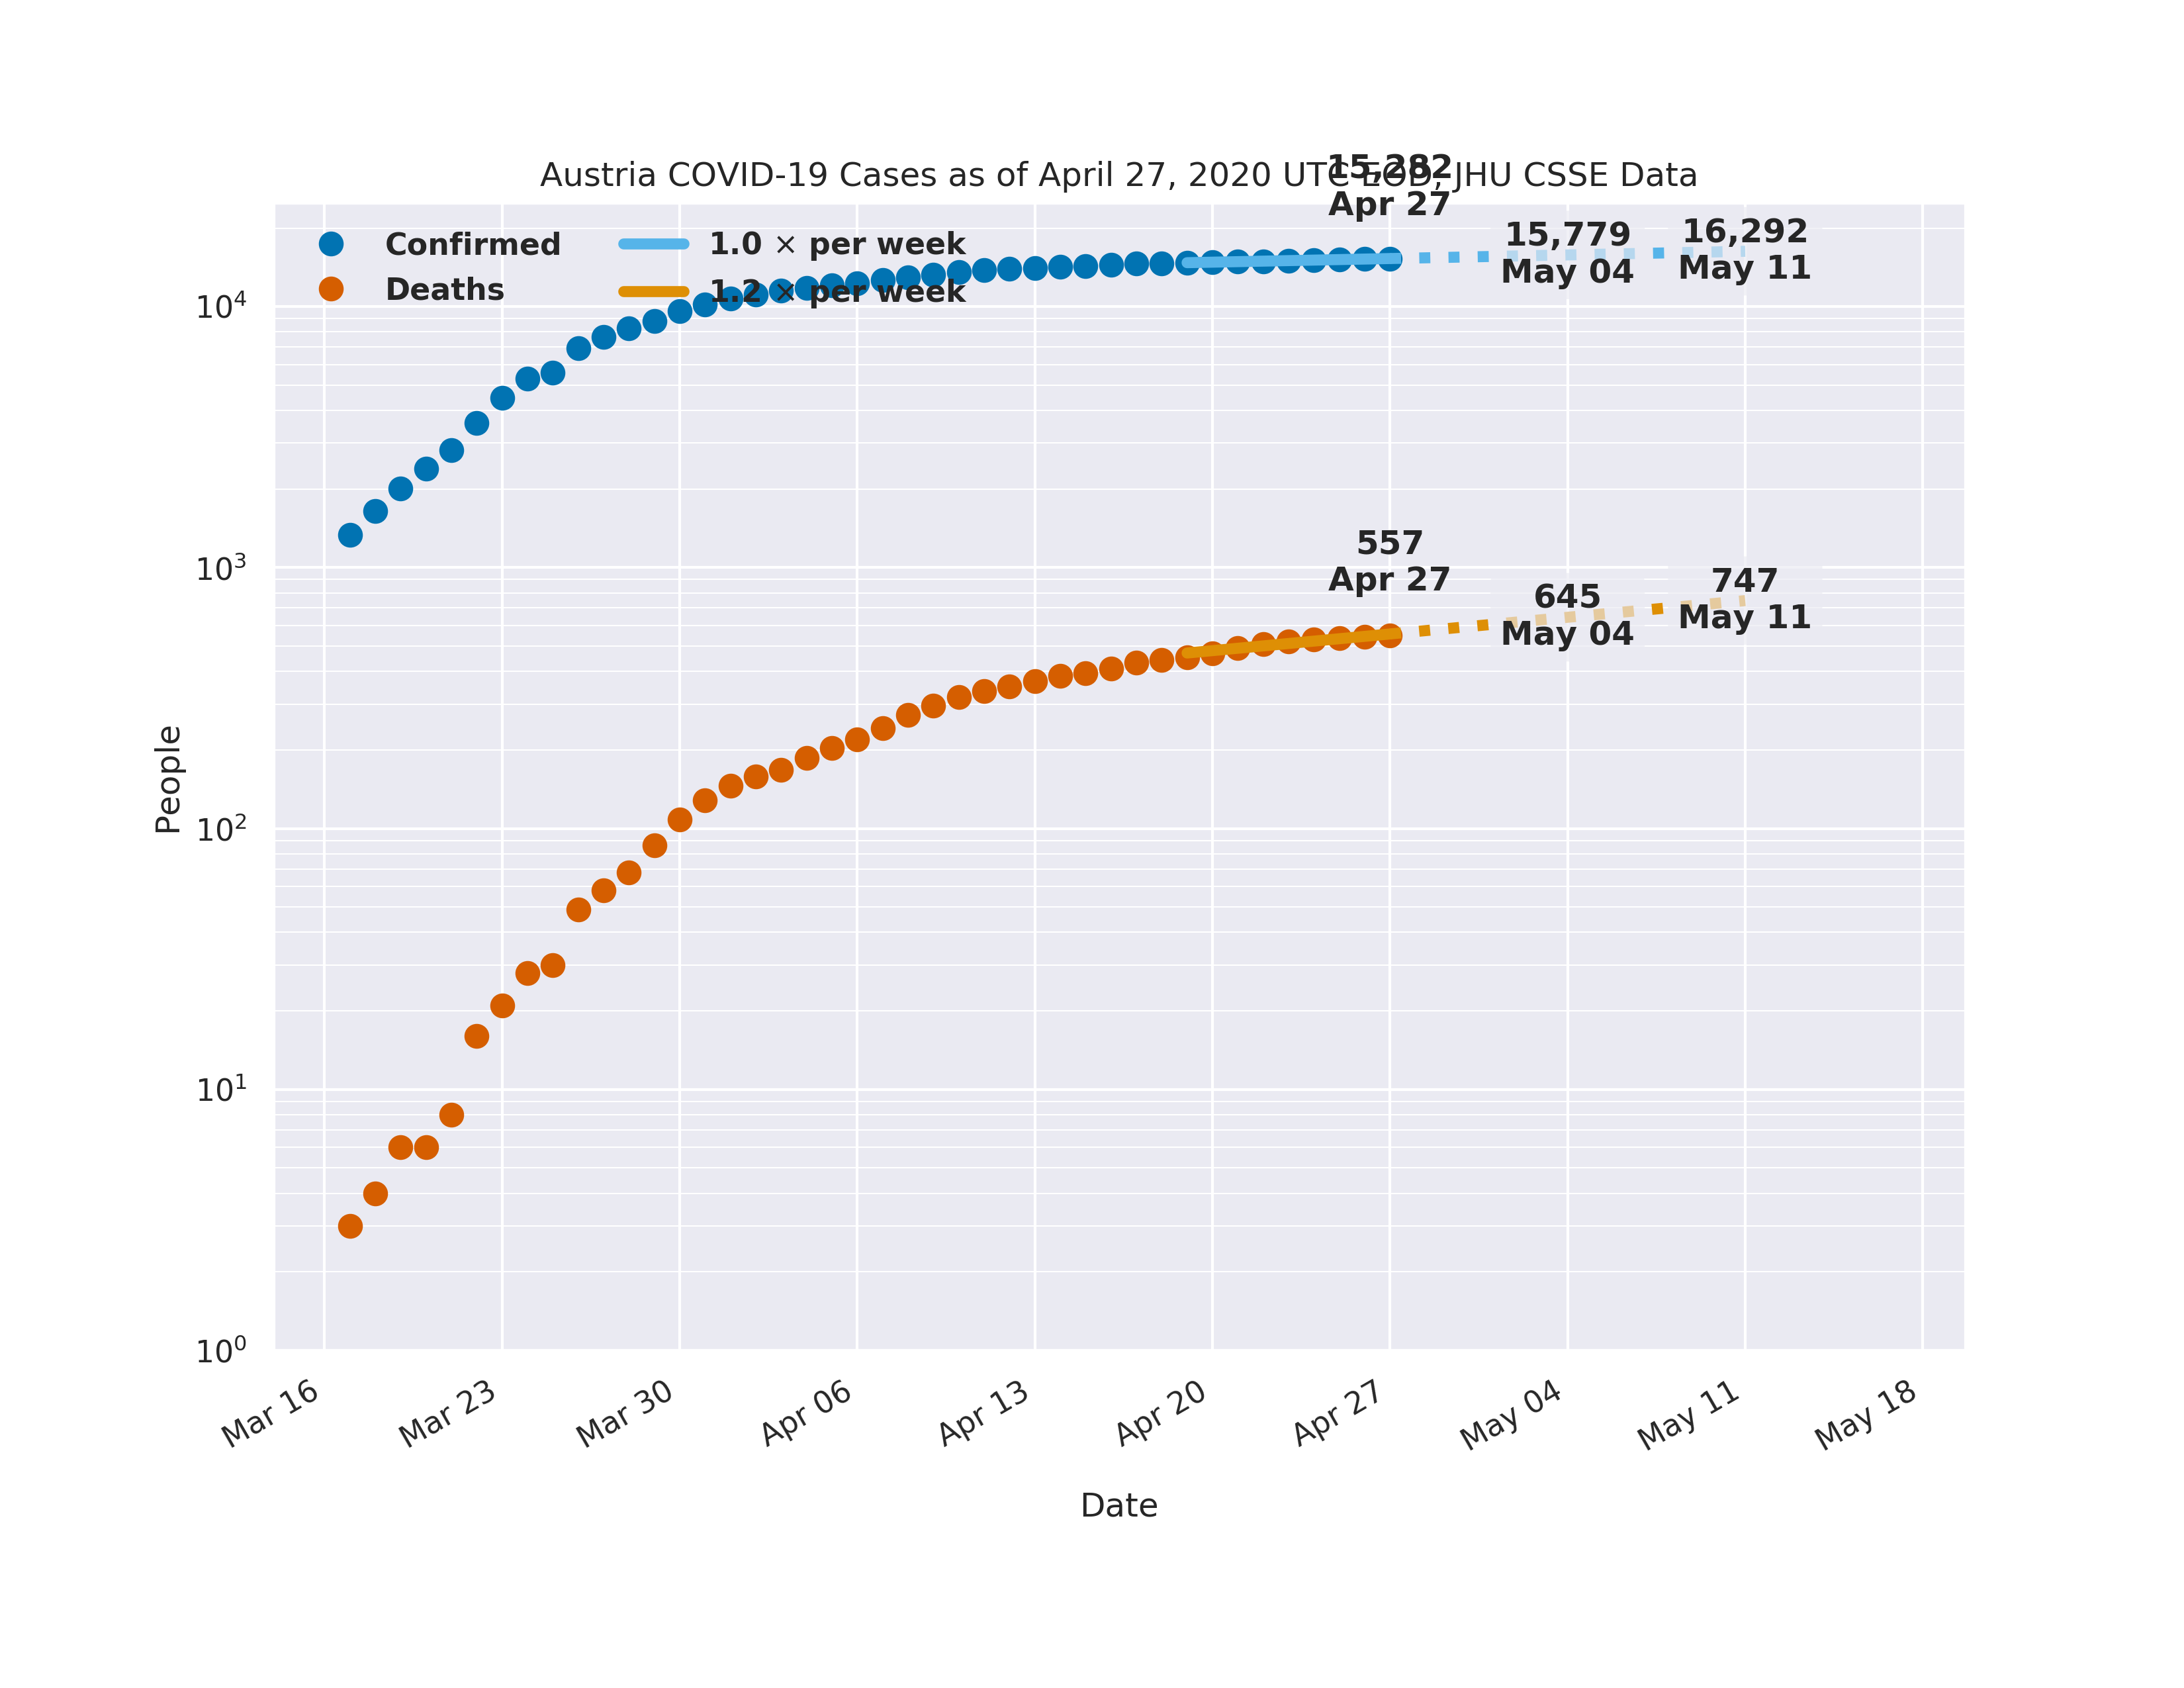 Austria COVID-19 Cases as of April 27, 2020 UTC EOD, JHU CSSE Data
15,282
Apr 27
15,779
May 04
16,292
May 11
Confirmed
Deaths
1.0 × per week
1.2 × per week
557
Apr 27
645
May 04
747
May 11
People
10⁴
10³
10²
10¹
10⁰
Mar 16
Mar 23
Mar 30
Apr 06
Apr 13
Apr 20
Apr 27
May 04
May 11
May 18
Date